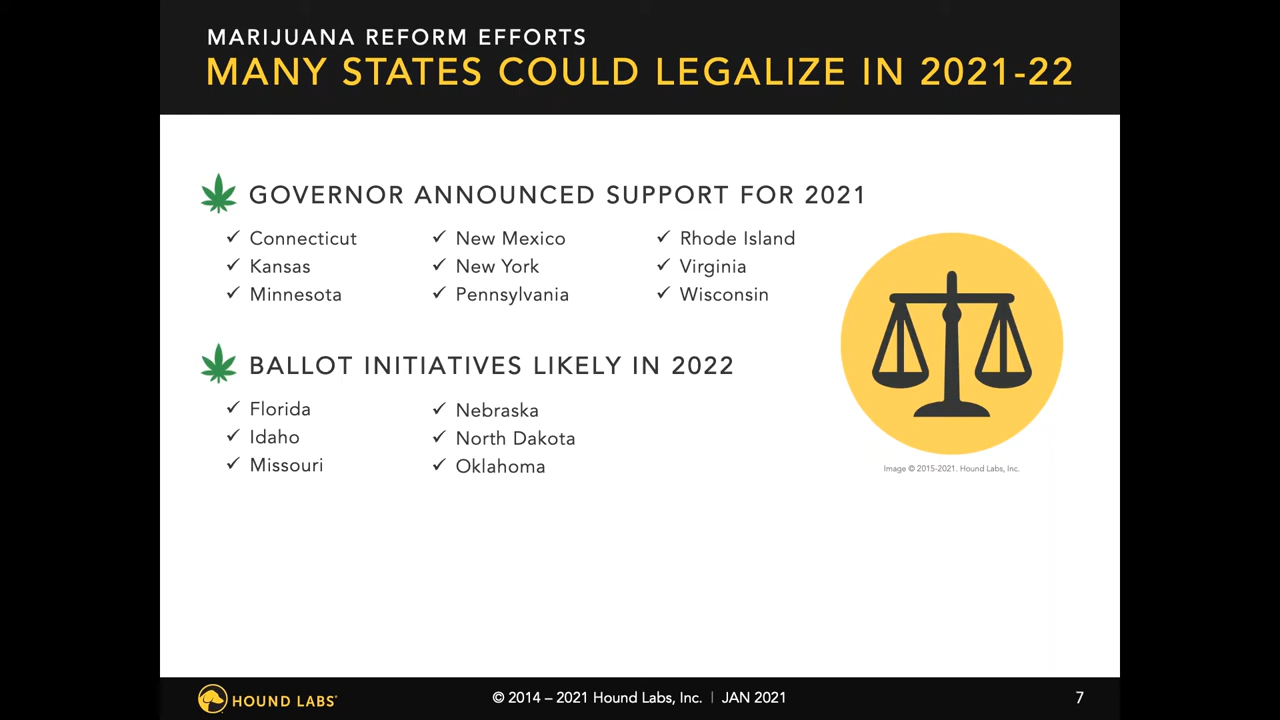 MARIJUANA REFORM EFFORTS
MANY STATES COULD LEGALIZE IN 2021-22
GOVERNOR ANNOUNCED SUPPORT FOR 2021
✓ Connecticut
✓ Kansas
✓ Minnesota
✓ New Mexico
✓ New York
✓ Pennsylvania
✓ Rhode Island
✓ Virginia
✓ Wisconsin
BALLOT INITIATIVES LIKELY IN 2022
✓ Florida
✓ Idaho
✓ Missouri
✓ Nebraska
✓ North Dakota
✓ Oklahoma
Image © 2015-2021. Hound Labs, Inc.
HOUND LABS
© 2014 – 2021 Hound Labs, Inc. | JAN 2021
7